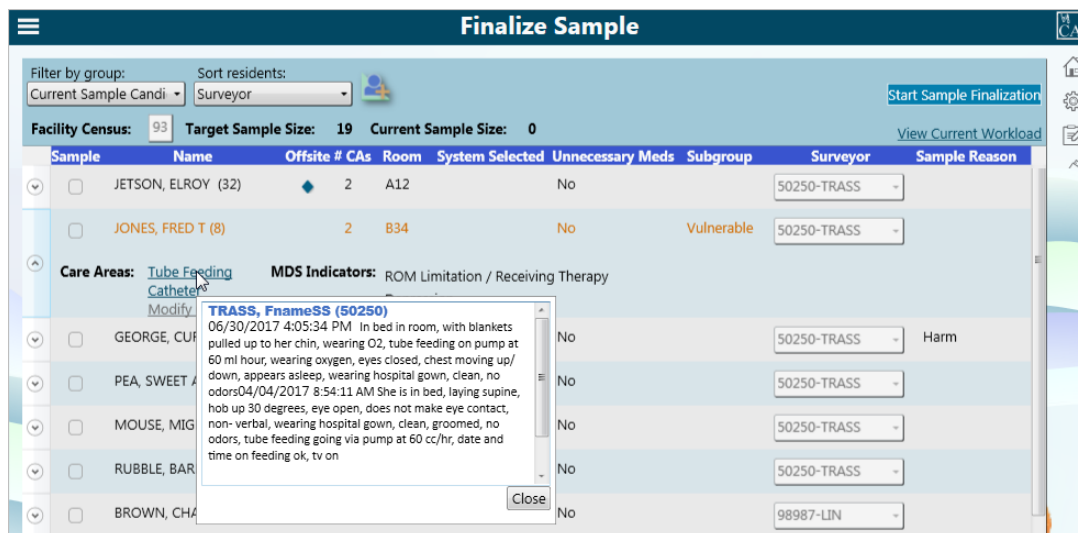 Finalize Sample
CA
Filter by group: Sort residents:
Current Sample Candi Surveyor
Start Sample Finalization
Facility Census: 93 Target Sample Size: 19 Current Sample Size: 0 View Current Workload
Sample Name Offsite # CAs Room System Selected Unnecessary Meds Subgroup Surveyor Sample Reason
JETSON, ELROY (32) 2 A12 No 50250-TRASS
JONES, FRED T (8) 2 B34 No Vulnerable 50250-TRASS
Care Areas: Tube Feeding MDS Indicators: ROM Limitation / Receiving Therapy
Catheter
Modify
TRASS, FnameSS (50250)
06/30/2017 4:05:34 PM In bed in room, with blankets
pulled up to her chin, wearing O2, tube feeding on pump at
60 ml hour, wearing oxygen, eyes closed, chest moving up/
down, appears asleep, wearing hospital gown, clean, no
odors04/04/2017 8:54:11 AM She is in bed, laying supine,
hob up 30 degrees, eye open, does not make eye contact,
non- verbal, wearing hospital gown, clean, groomed, no
odors, tube feeding going via pump at 60 cc/hr, date and
time on feeding ok, tv on
Close
GEORGE, CUR No 50250-TRASS Harm
PEA, SWEET No 50250-TRASS
MOUSE, MIG No 50250-TRASS
RUBBLE, BAR No 50250-TRASS
BROWN, CHA No 98987-LIN